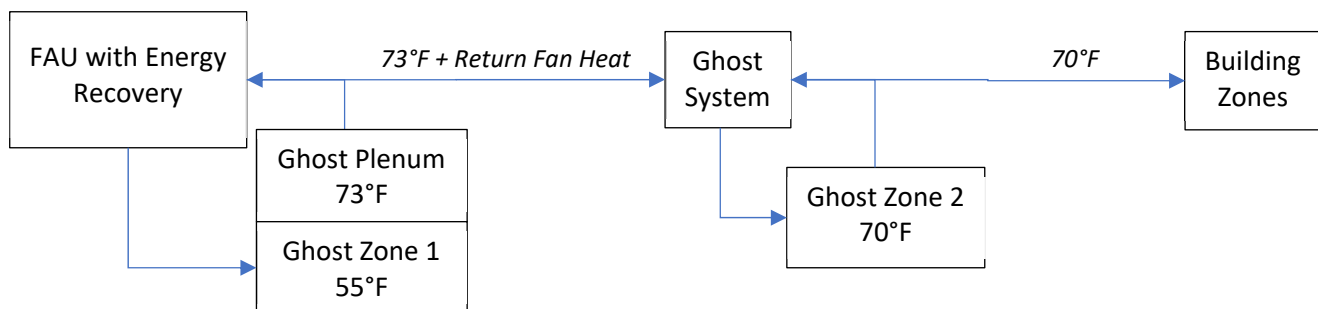 FAU with Energy
Recovery
73°F + Return Fan Heat
Ghost
System
70°F
Building
Zones
Ghost Plenum
73°F
Ghost Zone 1
55°F
Ghost Zone 2
70°F